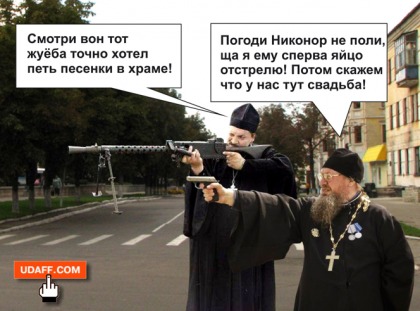 Смотри вон тот
жуёба точно хотел
петь песенки в храме!
Погоди Никонор не поли,
ща я ему сперва яйцо
отстрелю! Потом скажем
что у нас тут свадьба!
UDAFF.COM